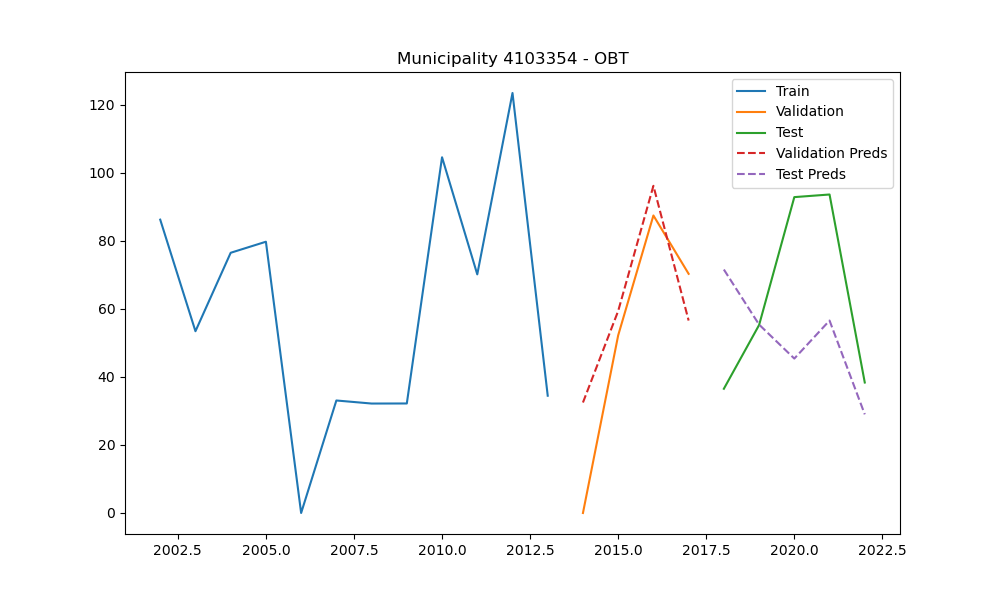 Municipality 4103354 - OBT
Train
Validation
Test
Validation Preds
Test Preds
120
100
80
60
40
20
0
2002.5 2005.0 2007.5 2010.0 2012.5 2015.0 2017.5 2020.0 2022.5